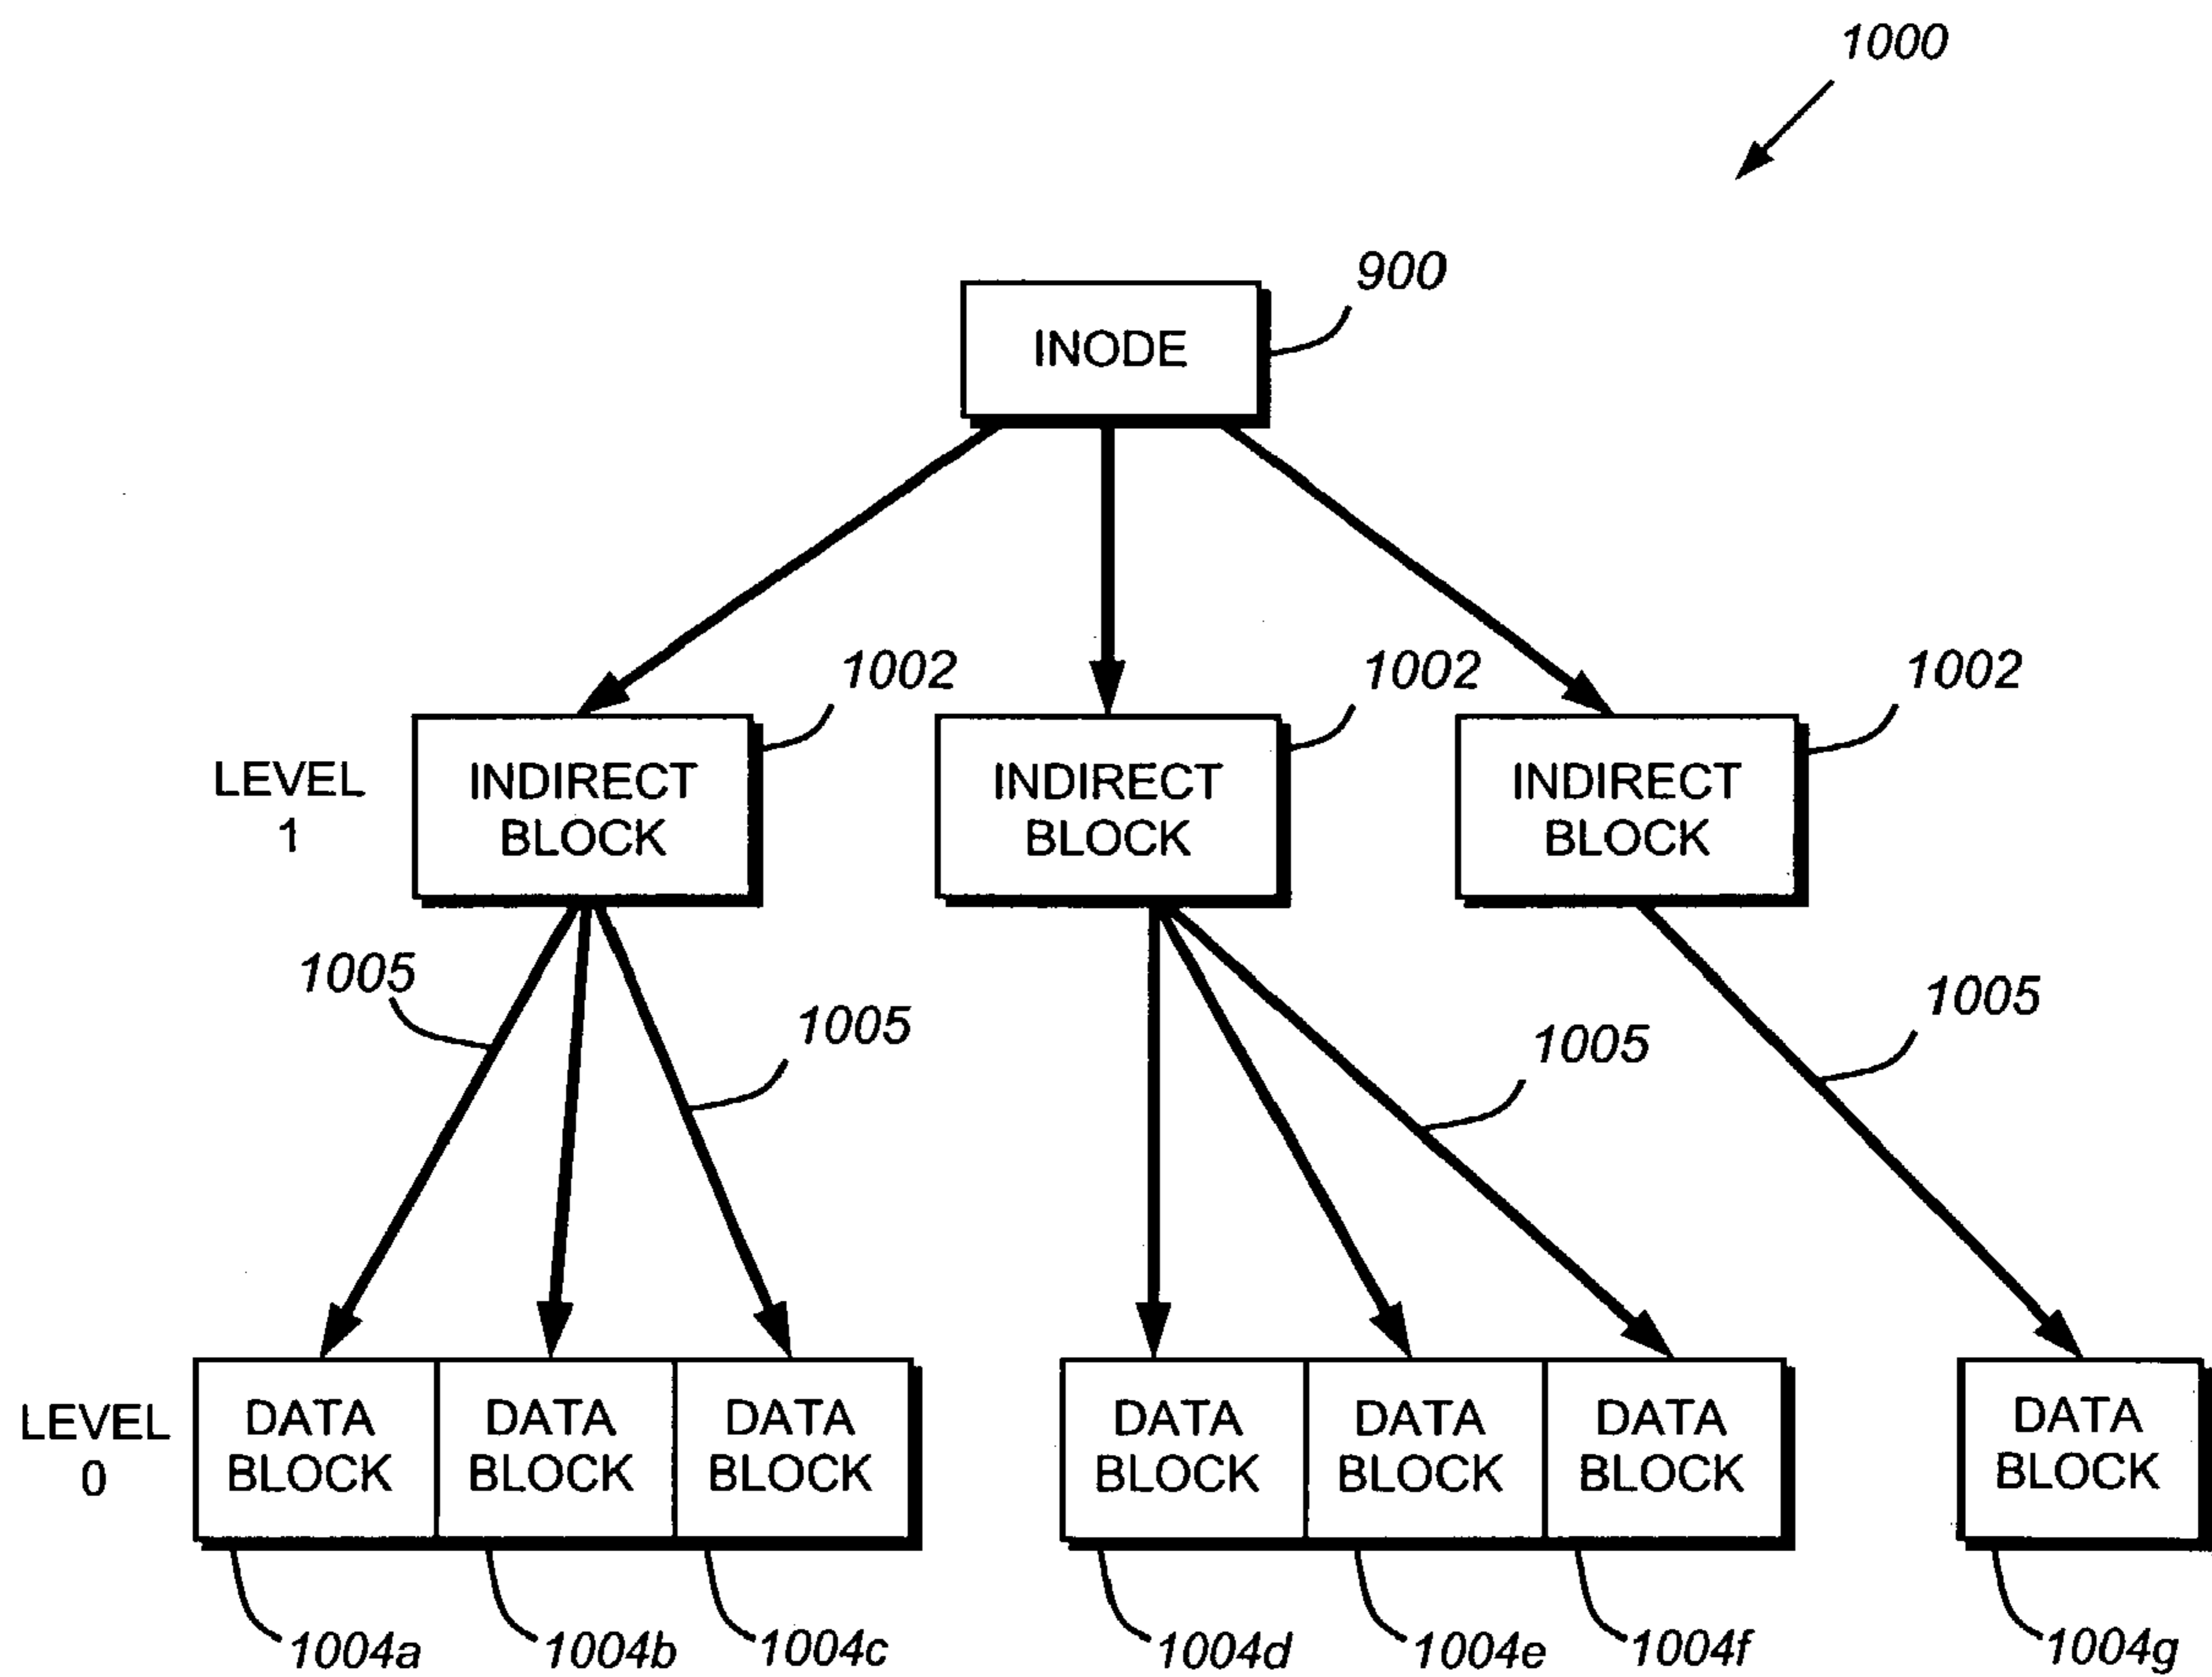 1000
900
INODE
1002
1002
1002
LEVEL
1
INDIRECT
BLOCK
INDIRECT
BLOCK
INDIRECT
BLOCK
1005
1005
1005
1005
LEVEL
0
DATA
BLOCK
DATA
BLOCK
DATA
BLOCK
DATA
BLOCK
DATA
BLOCK
DATA
BLOCK
DATA
BLOCK
1004a
1004b
1004c
1004d
1004e
1004f
1004g